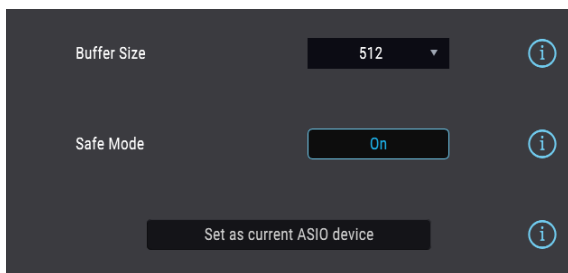 Buffer Size 512 i
Safe Mode On i
Set as current ASIO device i